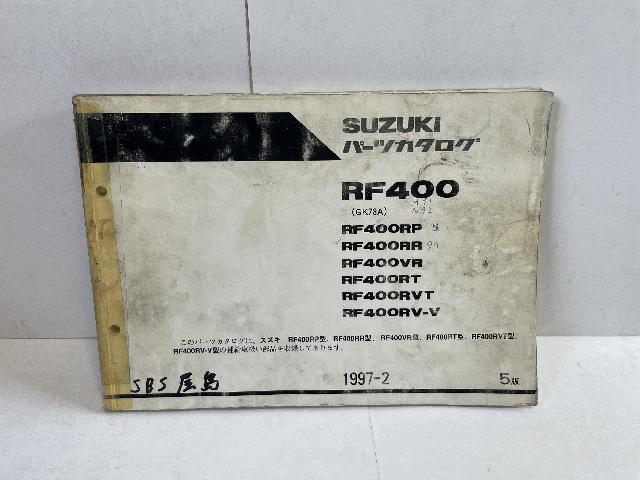 SUZUKI
パーツカタログ
RF400
(GK78A)
RF400RP
RF400RR
RF400VR
RF400RT
RF400RVT
RF400RV-V
このパーツカタログは、スズキ RF400RP型、RF400RR型、RF400VR型、RF400RT型、RF400RVT型、
RF400RV-V型の補給取扱い部品を収録してあります。
SBS 屋島
1997-2
5版